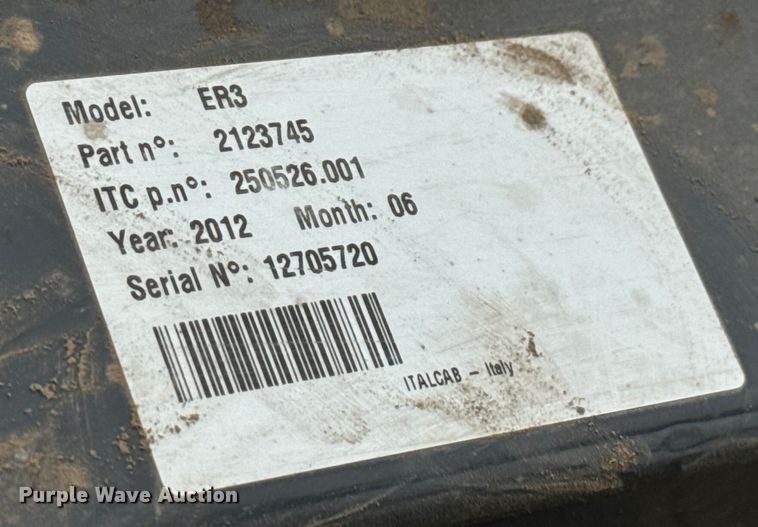 Model: ER3
Part n°: 2123745
ITC p.n°: 250526.001
Year: 2012 Month: 06
Serial N°: 12705720
ITALCAB – Italy
Purple Wave Auction